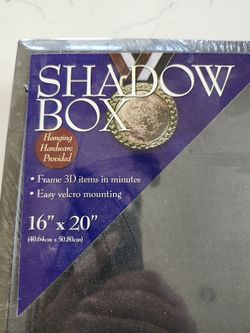 SHADOW
BOX
Hanging
Hardware
Provided
• Frame 3D items in minutes
• Easy velcro mounting
16” x 20”
(40.64cm x 50.80cm)